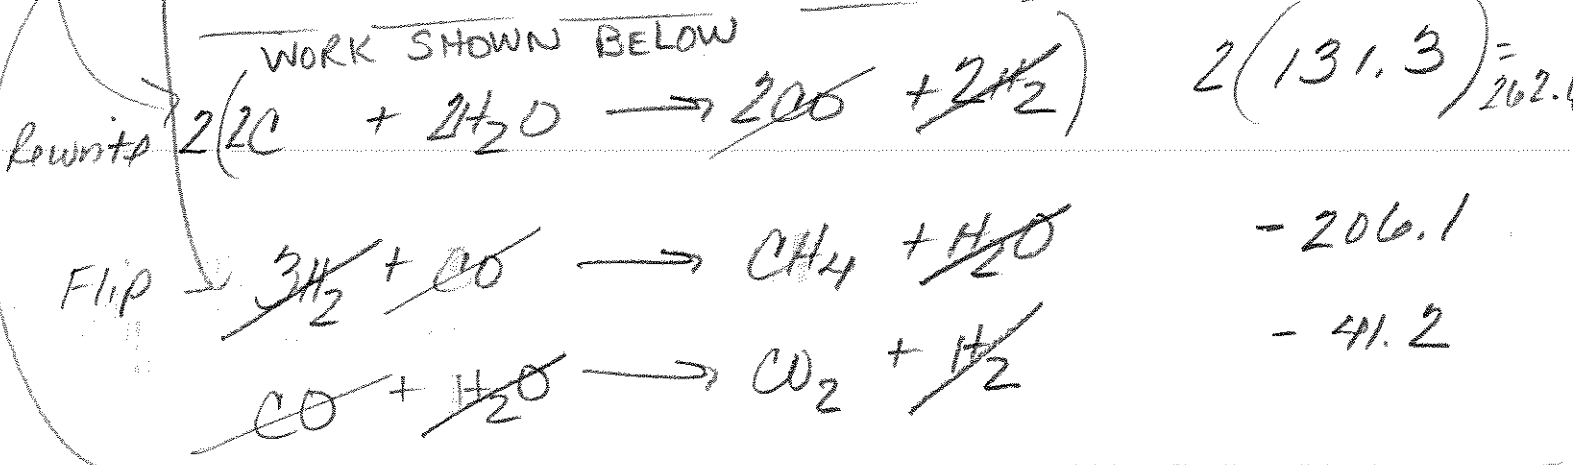 WORK SHOWN BELOW
Rewrite 2(2C + 2H₂O → 2CO + 2H₂) 2(131.3) = 262.6
Flip 3H₂ + CO → CH₄ + H₂O - 206.1
CO + H₂O → CO₂ + H₂ - 41.2